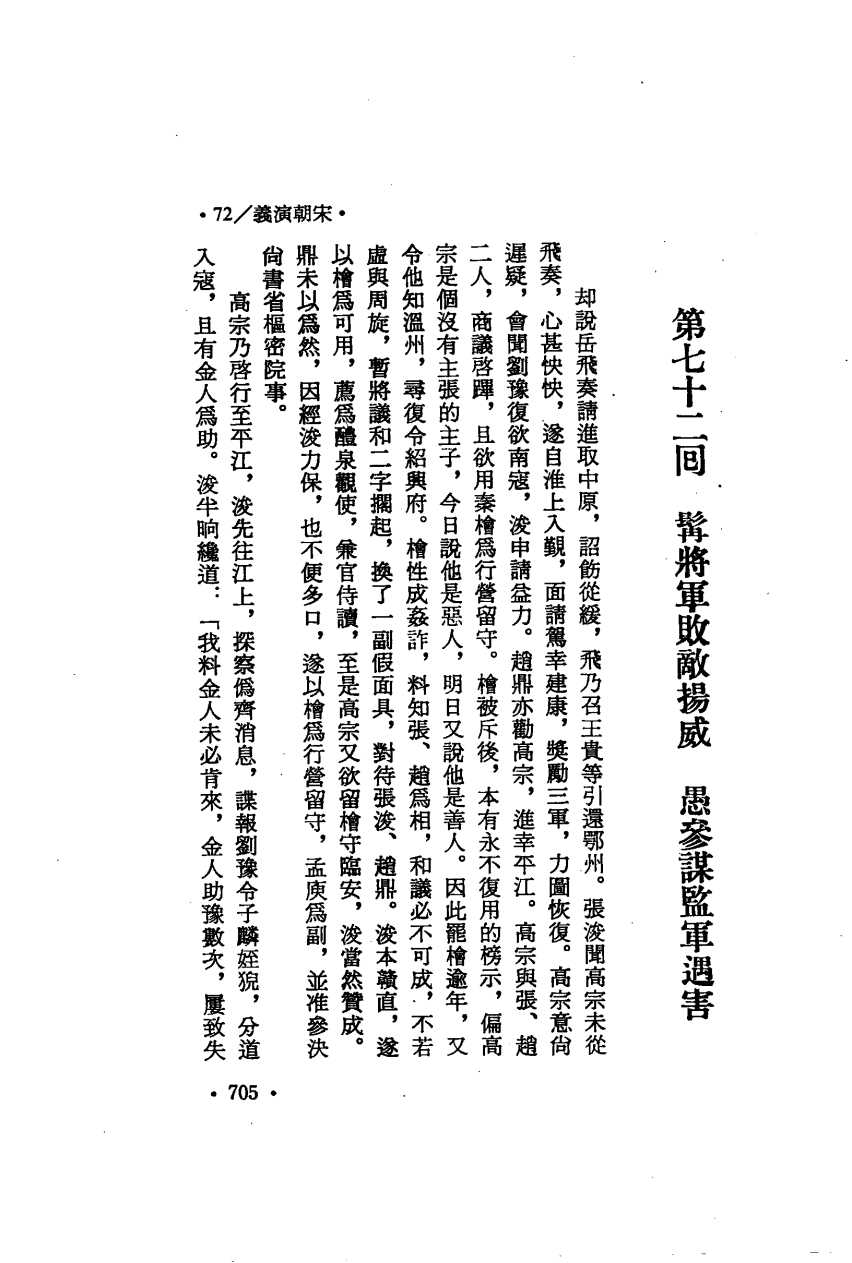 •72／義演朝宋•
第七十二回　髯將軍敗敵揚威　愚參謀監軍遇害
却說岳飛奏請進取中原，詔飭從緩，飛乃召王貴等引還鄂州。張浚聞高宗未從
飛奏，心甚怏怏，遂自淮上入覲，面請駕幸建康，獎勵三軍，力圖恢復。高宗意尙
遲疑，會聞劉豫復欲南寇，浚申請益力。趙鼎亦勸高宗，進幸平江。高宗與張、趙
二人，商議啓蹕，且欲用秦檜爲行營留守。檜被斥後，本有永不復用的榜示，偏高
宗是個沒有主張的主子，今日說他是惡人，明日又說他是善人。因此罷檜逾年，又
令他知溫州，尋復令紹興府。檜性成姦詐，料知張、趙爲相，和議必不可成，不若
虛與周旋，暫將議和二字擱起，換了一副假面具，對待張浚、趙鼎。浚本戇直，遂
以檜爲可用，薦爲醴泉觀使，兼官侍讀，至是高宗又欲留檜守臨安，浚當然贊成。
鼎未以爲然，因經浚力保，也不便多口，遂以檜爲行營留守，孟庾爲副，並准參決
尙書省樞密院事。
高宗乃啓行至平江，浚先往江上，探察僞齊消息，諜報劉豫令子麟姪猊，分道
入寇，且有金人爲助。浚半晌纔道：「我料金人未必肯來，金人助豫數次，屢致失
•705•